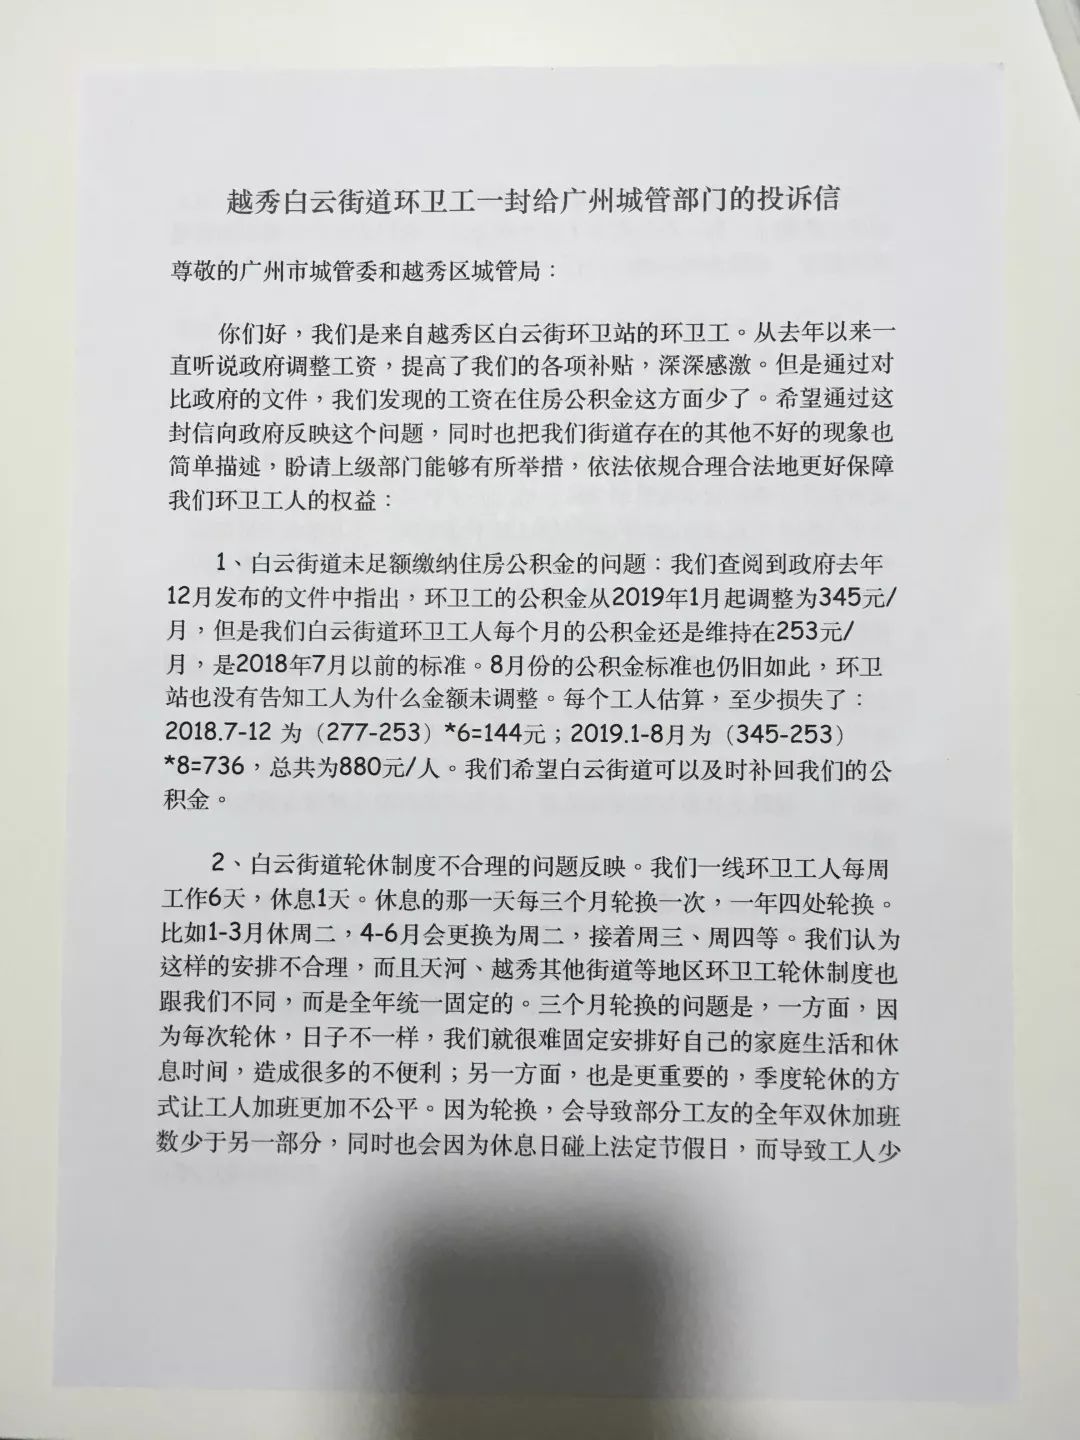 越秀白云街道环卫工一封给广州城管部门的投诉信
尊敬的广州市城管委和越秀区城管局：
你们好，我们是来自越秀区白云街环卫站的环卫工。从去年以来一
直听说政府调整工资，提高了我们的各项补贴，深深感激。但是通过对
比政府的文件，我们发现的工资在住房公积金这方面少了。希望通过这
封信向政府反映这个问题，同时也把我们街道存在的其他不好的现象也
简单描述，盼请上级部门能够有所举措，依法依规合理合法地更好保障
我们环卫工人的权益：
1、白云街道未足额缴纳住房公积金的问题：我们查阅到政府去年
12月发布的文件中指出，环卫工的公积金从2019年1月起调整为345元/
月，但是我们白云街道环卫工人每个月的公积金还是维持在253元/
月，是2018年7月以前的标准。8月份的公积金标准也仍旧如此，环卫
站也没有告知工人为什么金额未调整。每个工人估算，至少损失了：
2018.7-12 为（277-253）*6=144元；2019.1-8月为（345-253）
*8=736，总共为880元/人。我们希望白云街道可以及时补回我们的公
积金。
2、白云街道轮休制度不合理的问题反映。我们一线环卫工人每周
工作6天，休息1天。休息的那一天每三个月轮换一次，一年四处轮换。
比如1-3月休周二，4-6月会更换为周二，接着周三、周四等。我们认为
这样的安排不合理，而且天河、越秀其他街道等地区环卫工轮休制度也
跟我们不同，而是全年统一固定的。三个月轮换的问题是，一方面，因
为每次轮休，日子不一样，我们就很难固定安排好自己的家庭生活和休
息时间，造成很多的不便利；另一方面，也是更重要的，季度轮休的方
式让工人加班更加不公平。因为轮换，会导致部分工友的全年双休加班
数少于另一部分，同时也会因为休息日碰上法定节假日，而导致工人少